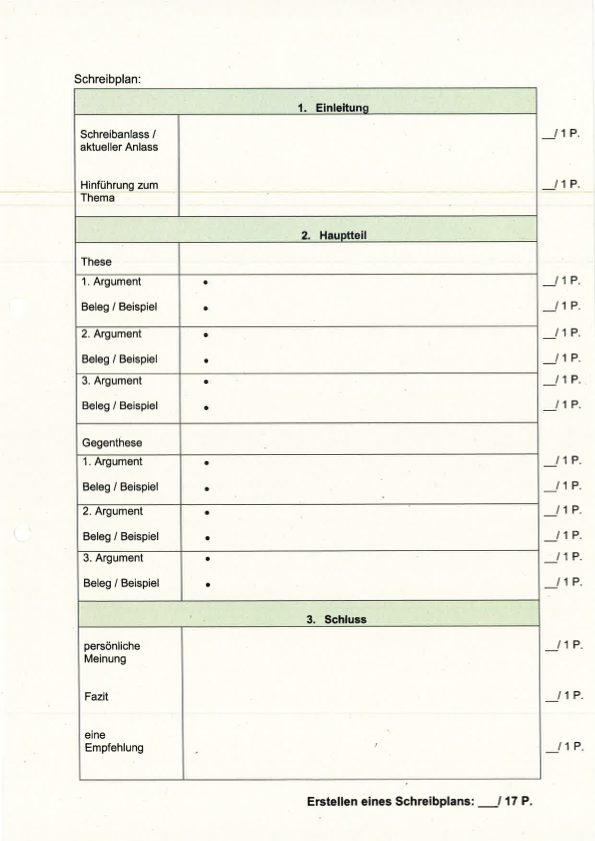 Schreibplan:
1. Einleitung
Schreibanlass /
aktueller Anlass
__/ 1 P.
Hinführung zum
Thema
__/ 1 P.
2. Hauptteil
These
1. Argument
•
__/ 1 P.
Beleg / Beispiel
•
__/ 1 P.
2. Argument
•
__/ 1 P.
Beleg / Beispiel
•
__/ 1 P.
3. Argument
•
__/ 1 P.
Beleg / Beispiel
•
__/ 1 P.
Gegenthese
1. Argument
•
__/ 1 P.
Beleg / Beispiel
•
__/ 1 P.
2. Argument
•
__/ 1 P.
Beleg / Beispiel
•
__/ 1 P.
3. Argument
•
__/ 1 P.
Beleg / Beispiel
•
__/ 1 P.
3. Schluss
persönliche
Meinung
__/ 1 P.
Fazit
__/ 1 P.
eine
Empfehlung
__/ 1 P.
Erstellen eines Schreibplans: ___/ 17 P.